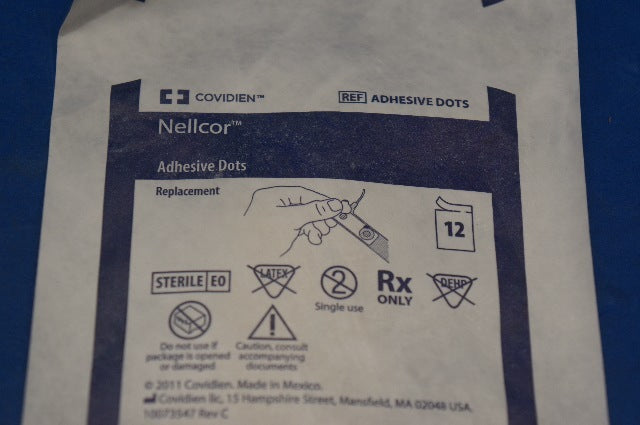 COVIDIEN™
REF ADHESIVE DOTS
Nellcor™
Adhesive Dots
Replacement
12
STERILE EO
LATEX
2
Single use
Rx
ONLY
DEHP
Do not use if
package is opened
or damaged
Caution, consult
accompanying
documents
© 2011 Covidien. Made in Mexico.
Covidien llc, 15 Hampshire Street, Mansfield, MA 02048 USA.
10073547 Rev C